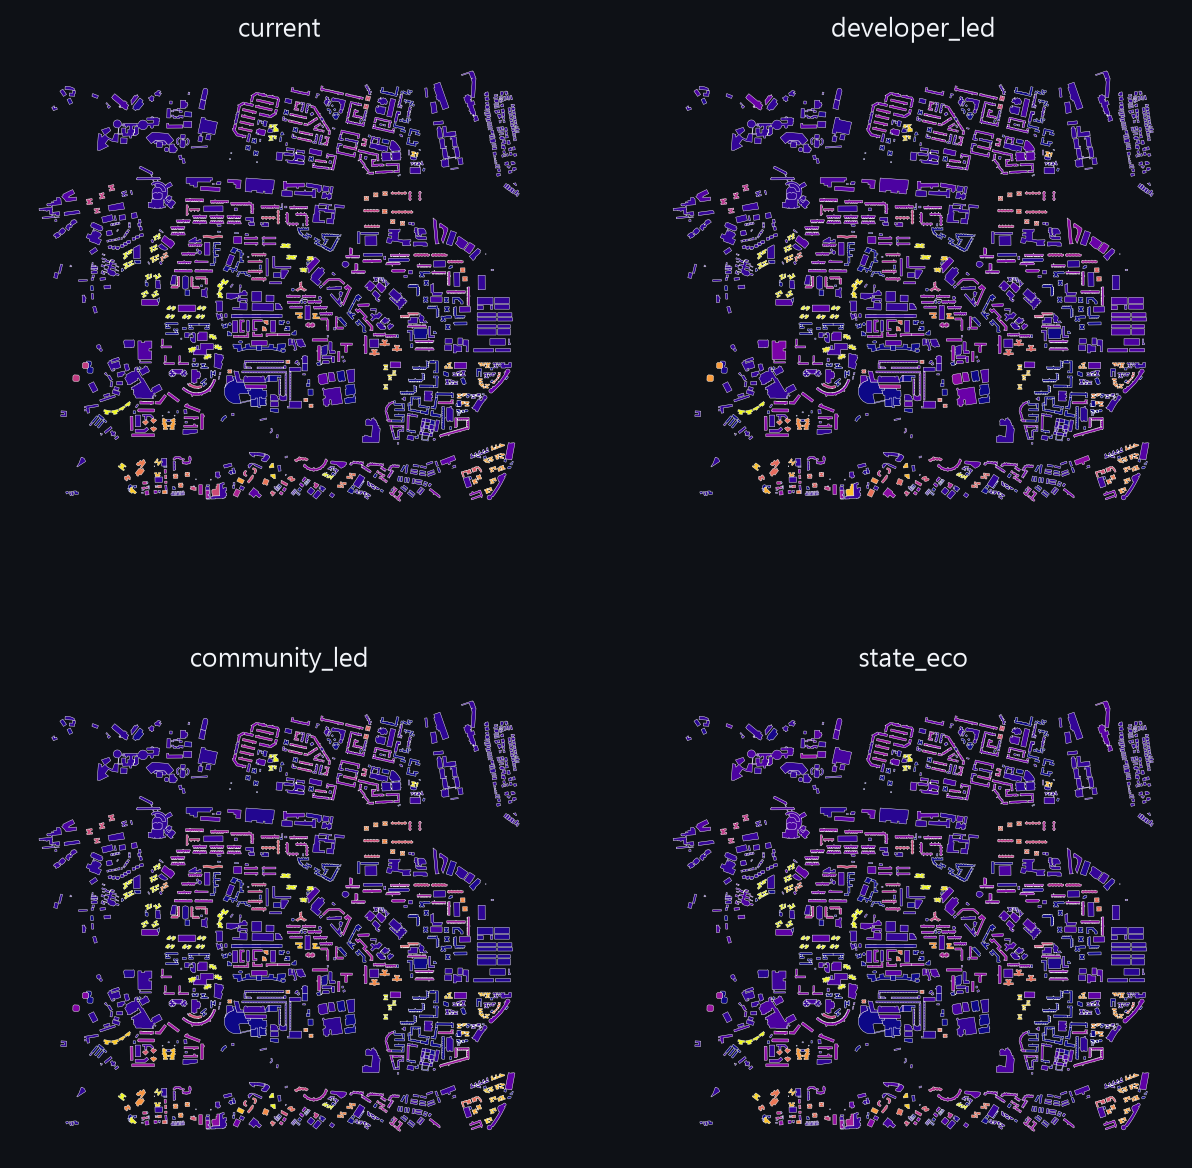 current
developer_led
community_led
state_eco